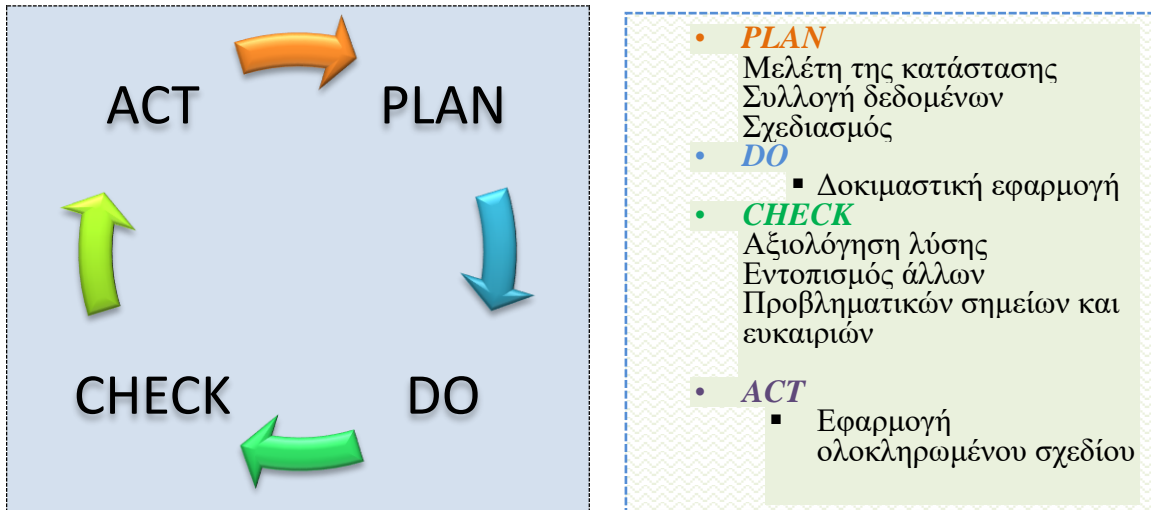 ACT
PLAN
CHECK
DO
• PLAN
Μελέτη της κατάστασης
Συλλογή δεδομένων
Σχεδιασμός
• DO
▪ Δοκιμαστική εφαρμογή
• CHECK
Αξιολόγηση λύσης
Εντοπισμός άλλων
Προβληματικών σημείων και
ευκαιριών
• ACT
▪ Εφαρμογή
ολοκληρωμένου σχεδίου